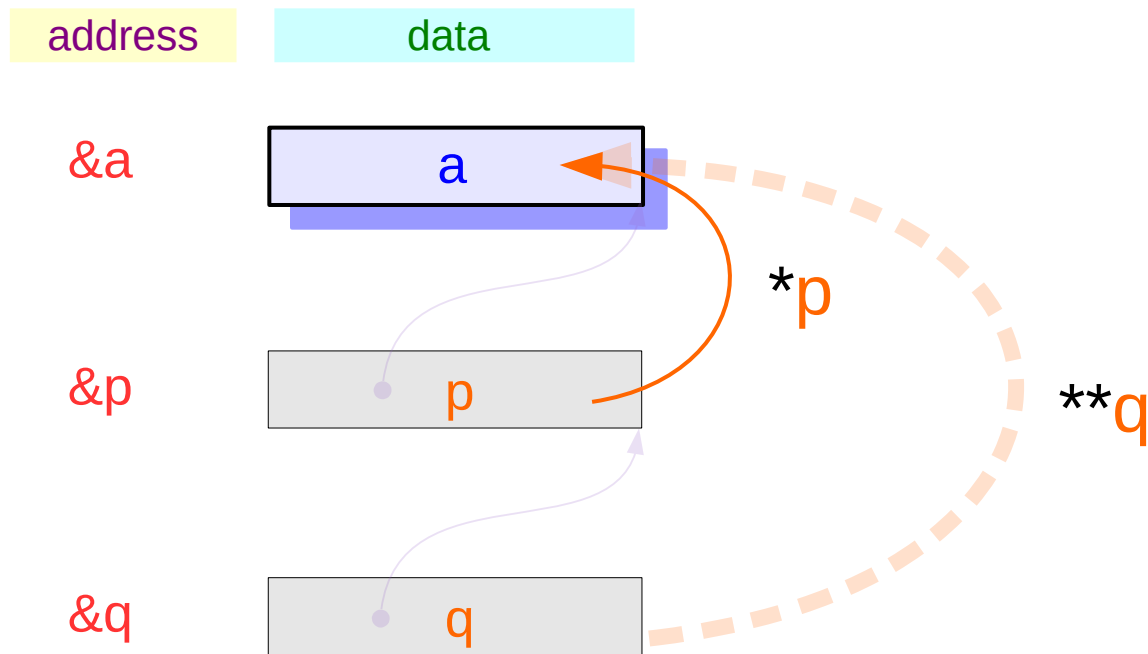 address data
&a a
*p
&p p
**q
&q q